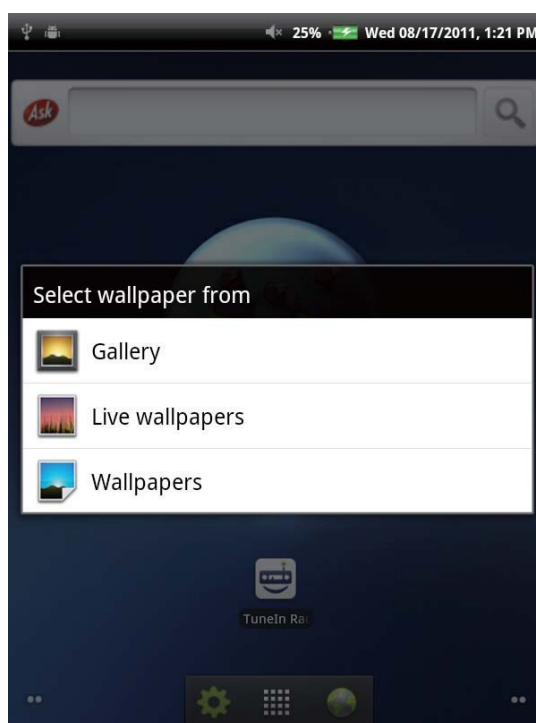 25% Wed 08/17/2011, 1:21 PM
Ask
Select wallpaper from
Gallery
Live wallpapers
Wallpapers
TuneIn Ra